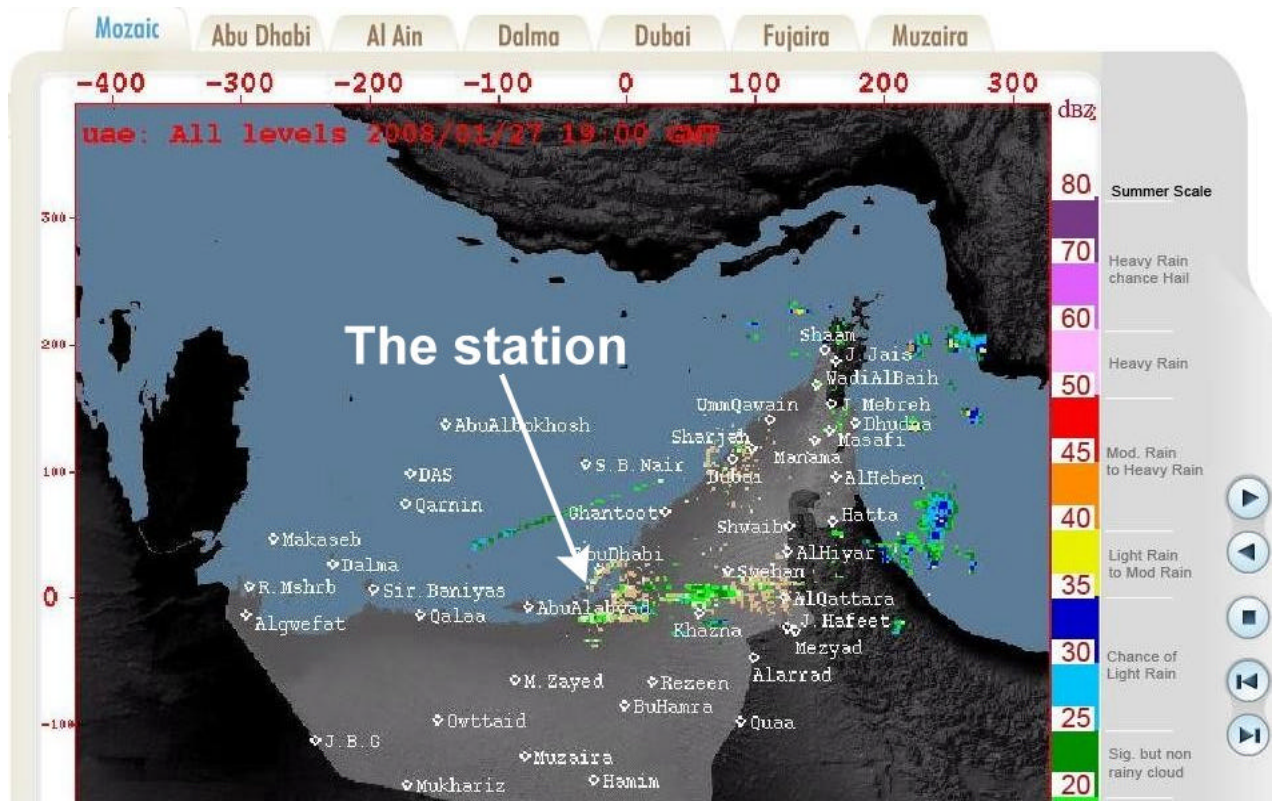 Mozaic Abu Dhabi Al Ain Dalma Dubai Fujaira Muzaira
-400 -300 -200 -100 0 100 200 300
dBZ
uae: All levels 2008/01/27 19:00 GMT
80
Summer Scale
300
70
Heavy Rain
chance Hail
60
200
The station
Shaam
J.Jais
Heavy Rain
WadiAlBaih
50
UmmQawain
J.Mebreh
AbuAlbokhosh
Dhudna
Sharjah
Masafi
Manama
45
Mod. Rain
to Heavy Rain
100
DAS
S.B.Nair
Dubai
AlHeben
Qarnin
Ghantoot
Hatta
40
Shwaib
Makaseb
AbuDhabi
AlHiyar
Light Rain
to Mod Rain
Dalma
Swehan
35
R.Mshrb
Sir.Baniyas
0
AbuAlabyad
AlQattara
Algwefat
Qalaa
Khazna
J.Hafeet
Mezyad
30
Chance of
Light Rain
Alarrad
M.Zayed
Rezeen
BuHamra
25
-100
Owttaid
Quaa
J.B.G
Muzaira
Sig. but non
rainy cloud
Mukhariz
Hamim
20